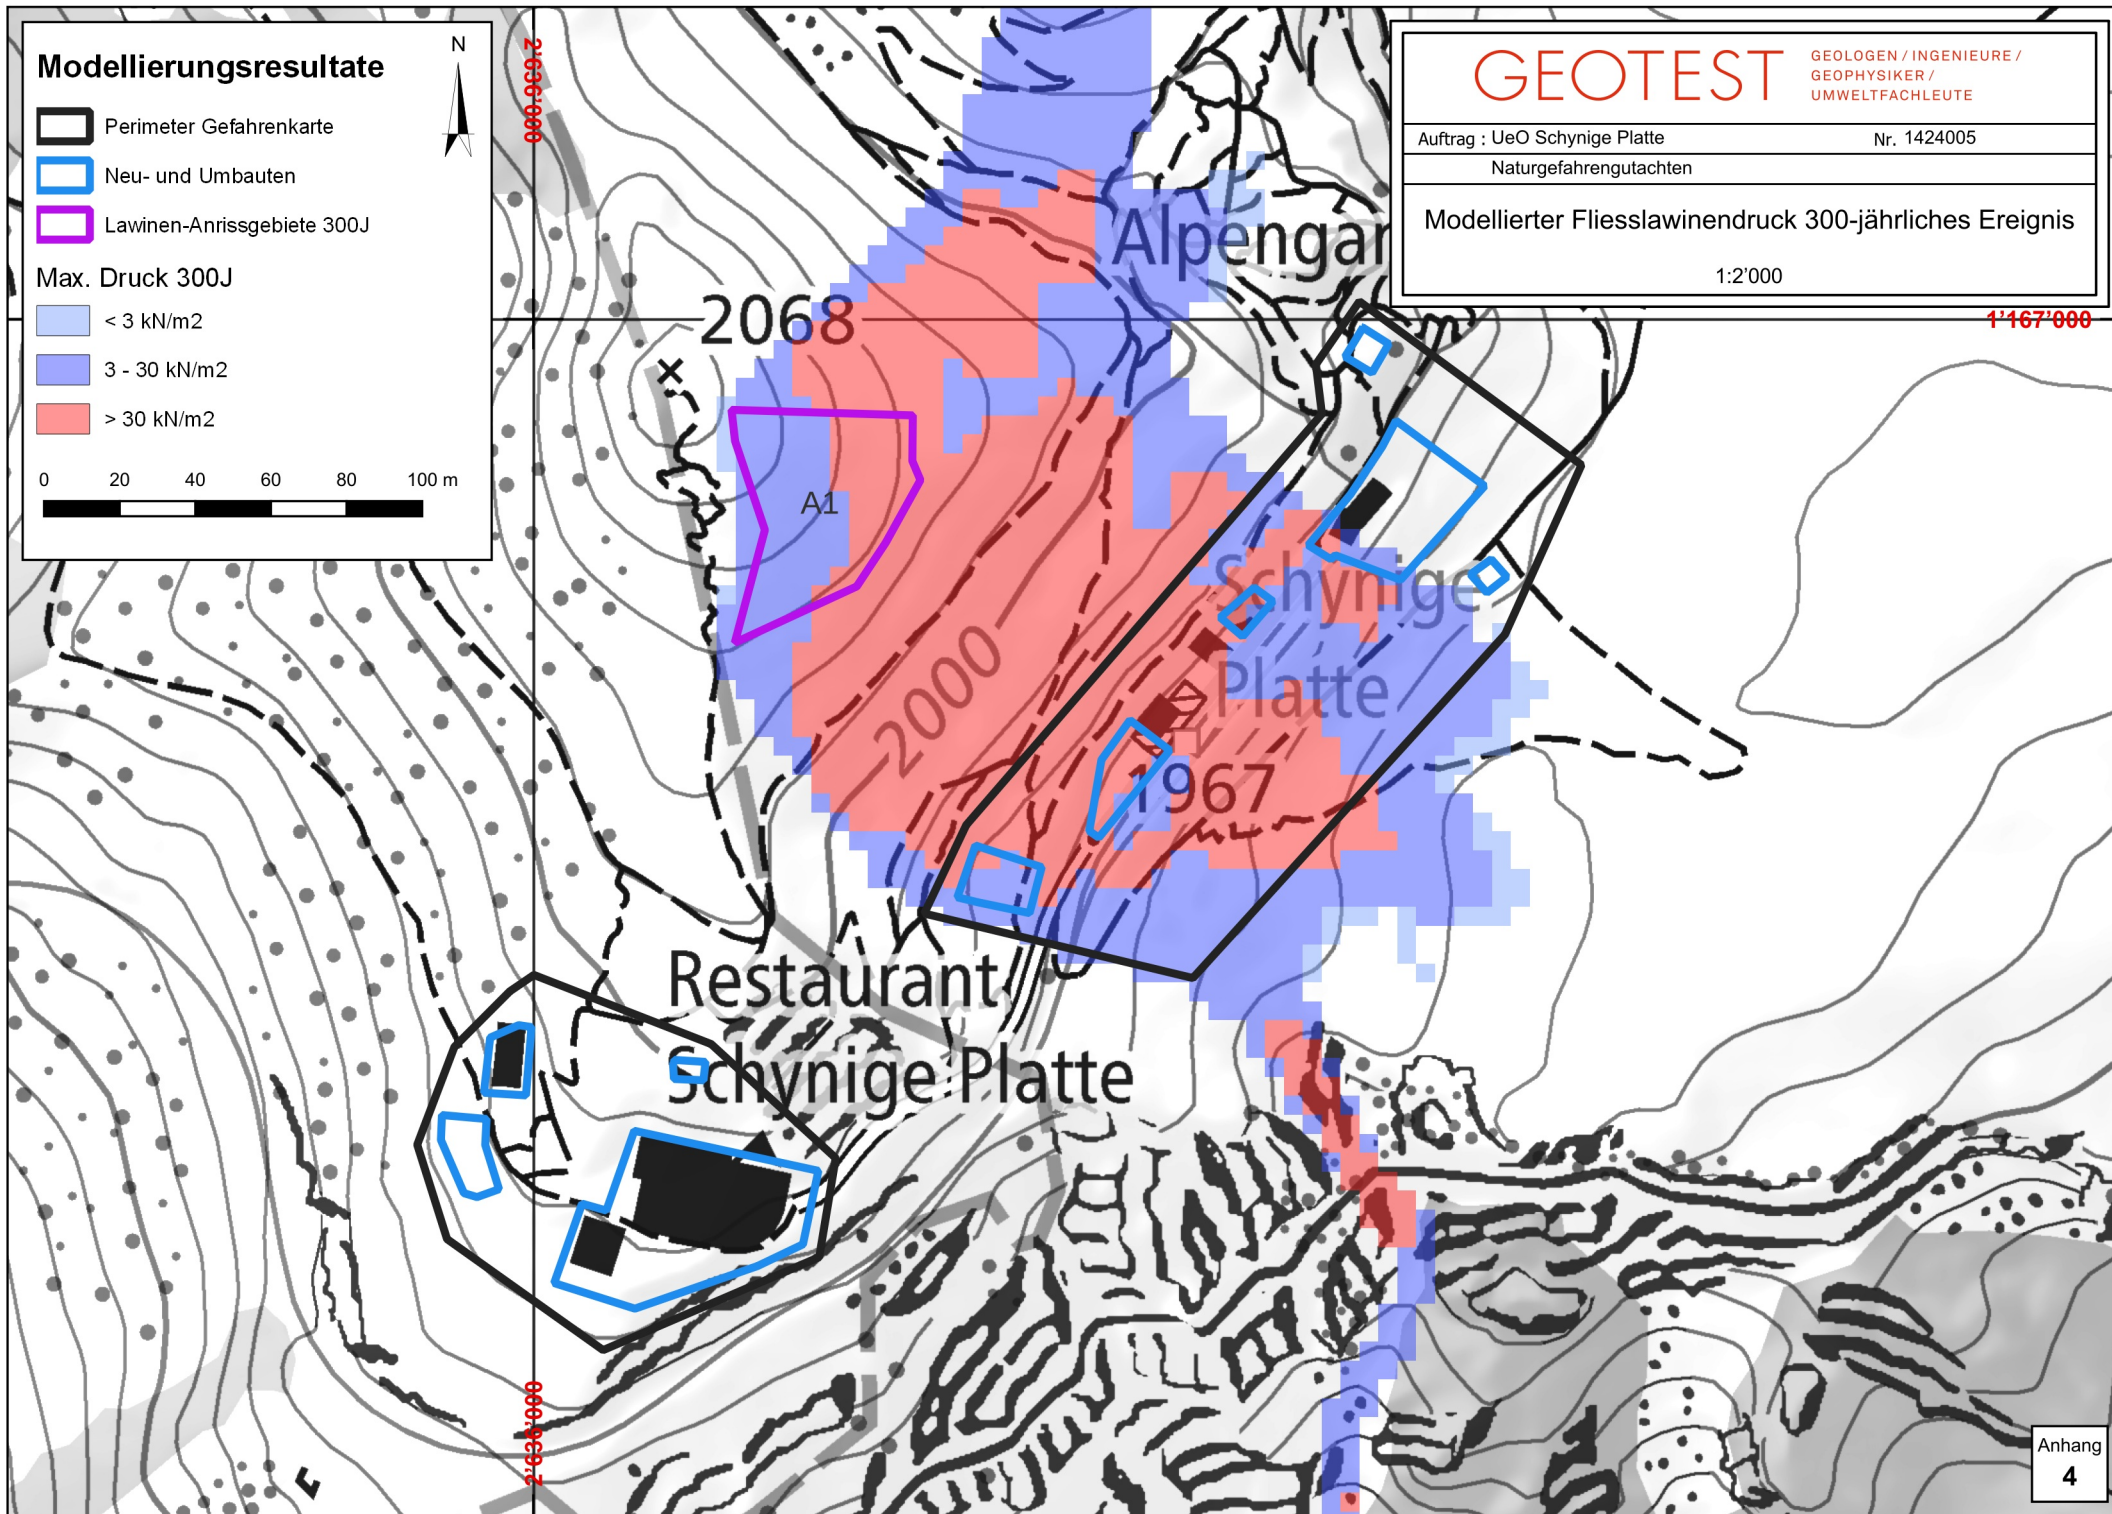 Modellierungsresultate
N
Perimeter Gefahrenkarte
Neu- und Umbauten
Lawinen-Anrissgebiete 300J
Max. Druck 300J
< 3 kN/m2
3 - 30 kN/m2
> 30 kN/m2
0 20 40 60 80 100 m
2'636'000
GEOTEST
GEOLOGEN / INGENIEURE /
GEOPHYSIKER /
UMWELTFACHLEUTE
Auftrag : UeO Schynige Platte Nr. 1424005
Naturgefahrengutachten
Modellierter Fliesslawinendruck 300-jährliches Ereignis
1:2'000
1'167'000
Alpengar
2068
A1
Schynige
Platte
2000
1967
Restaurant
Schynige Platte
2'636'000
Anhang
4